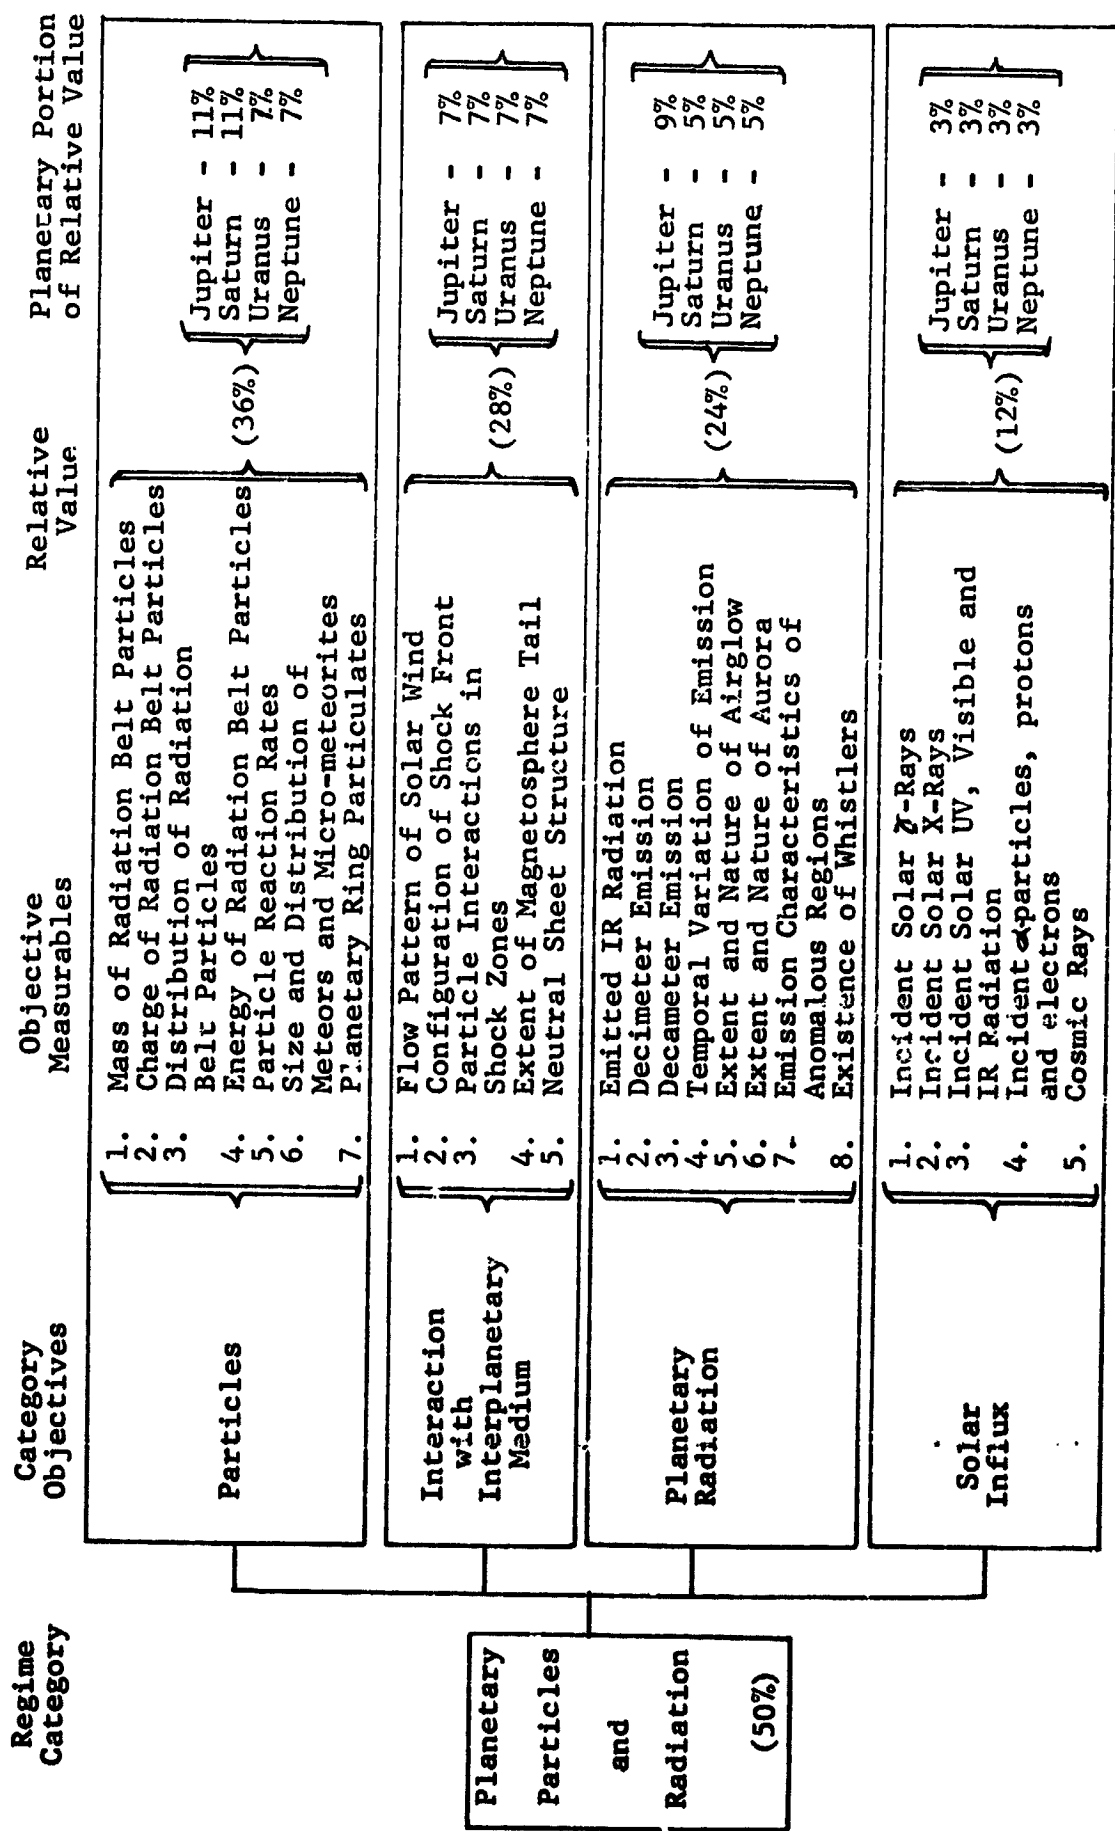 Regime
Category
Category
Objectives
Objective
Measurables
Relative
Value
Planetary Portion
of Relative Value
Planetary
Particles
and
Radiation
(50%)
Particles
1. Mass of Radiation Belt Particles
2. Charge of Radiation Belt Particles
3. Distribution of Radiation
Belt Particles
4. Energy of Radiation Belt Particles
5. Particle Reaction Rates
6. Size and Distribution of
Meteors and Micro-meteorites
7. Planetary Ring Particulates
(36%)
Jupiter - 11%
Saturn - 11%
Uranus - 7%
Neptune - 7%
Interaction
with
Interplanetary
Medium
1. Flow Pattern of Solar Wind
2. Configuration of Shock Front
3. Particle Interactions in
Shock Zones
4. Extent of Magnetosphere Tail
5. Neutral Sheet Structure
(28%)
Jupiter - 7%
Saturn - 7%
Uranus - 7%
Neptune - 7%
Planetary
Radiation
1. Emitted IR Radiation
2. Decimeter Emission
3. Decameter Emission
4. Temporal Variation of Emission
5. Extent and Nature of Airglow
6. Extent and Nature of Aurora
7. Emission Characteristics of
Anomalous Regions
8. Existence of Whistlers
(24%)
Jupiter - 9%
Saturn - 5%
Uranus - 5%
Neptune - 5%
Solar
Influx
1. Incident Solar γ-Rays
2. Incident Solar X-Rays
3. Incident Solar UV, Visible and
IR Radiation
4. Incident α-particles, protons
and electrons
5. Cosmic Rays
(12%)
Jupiter - 3%
Saturn - 3%
Uranus - 3%
Neptune - 3%